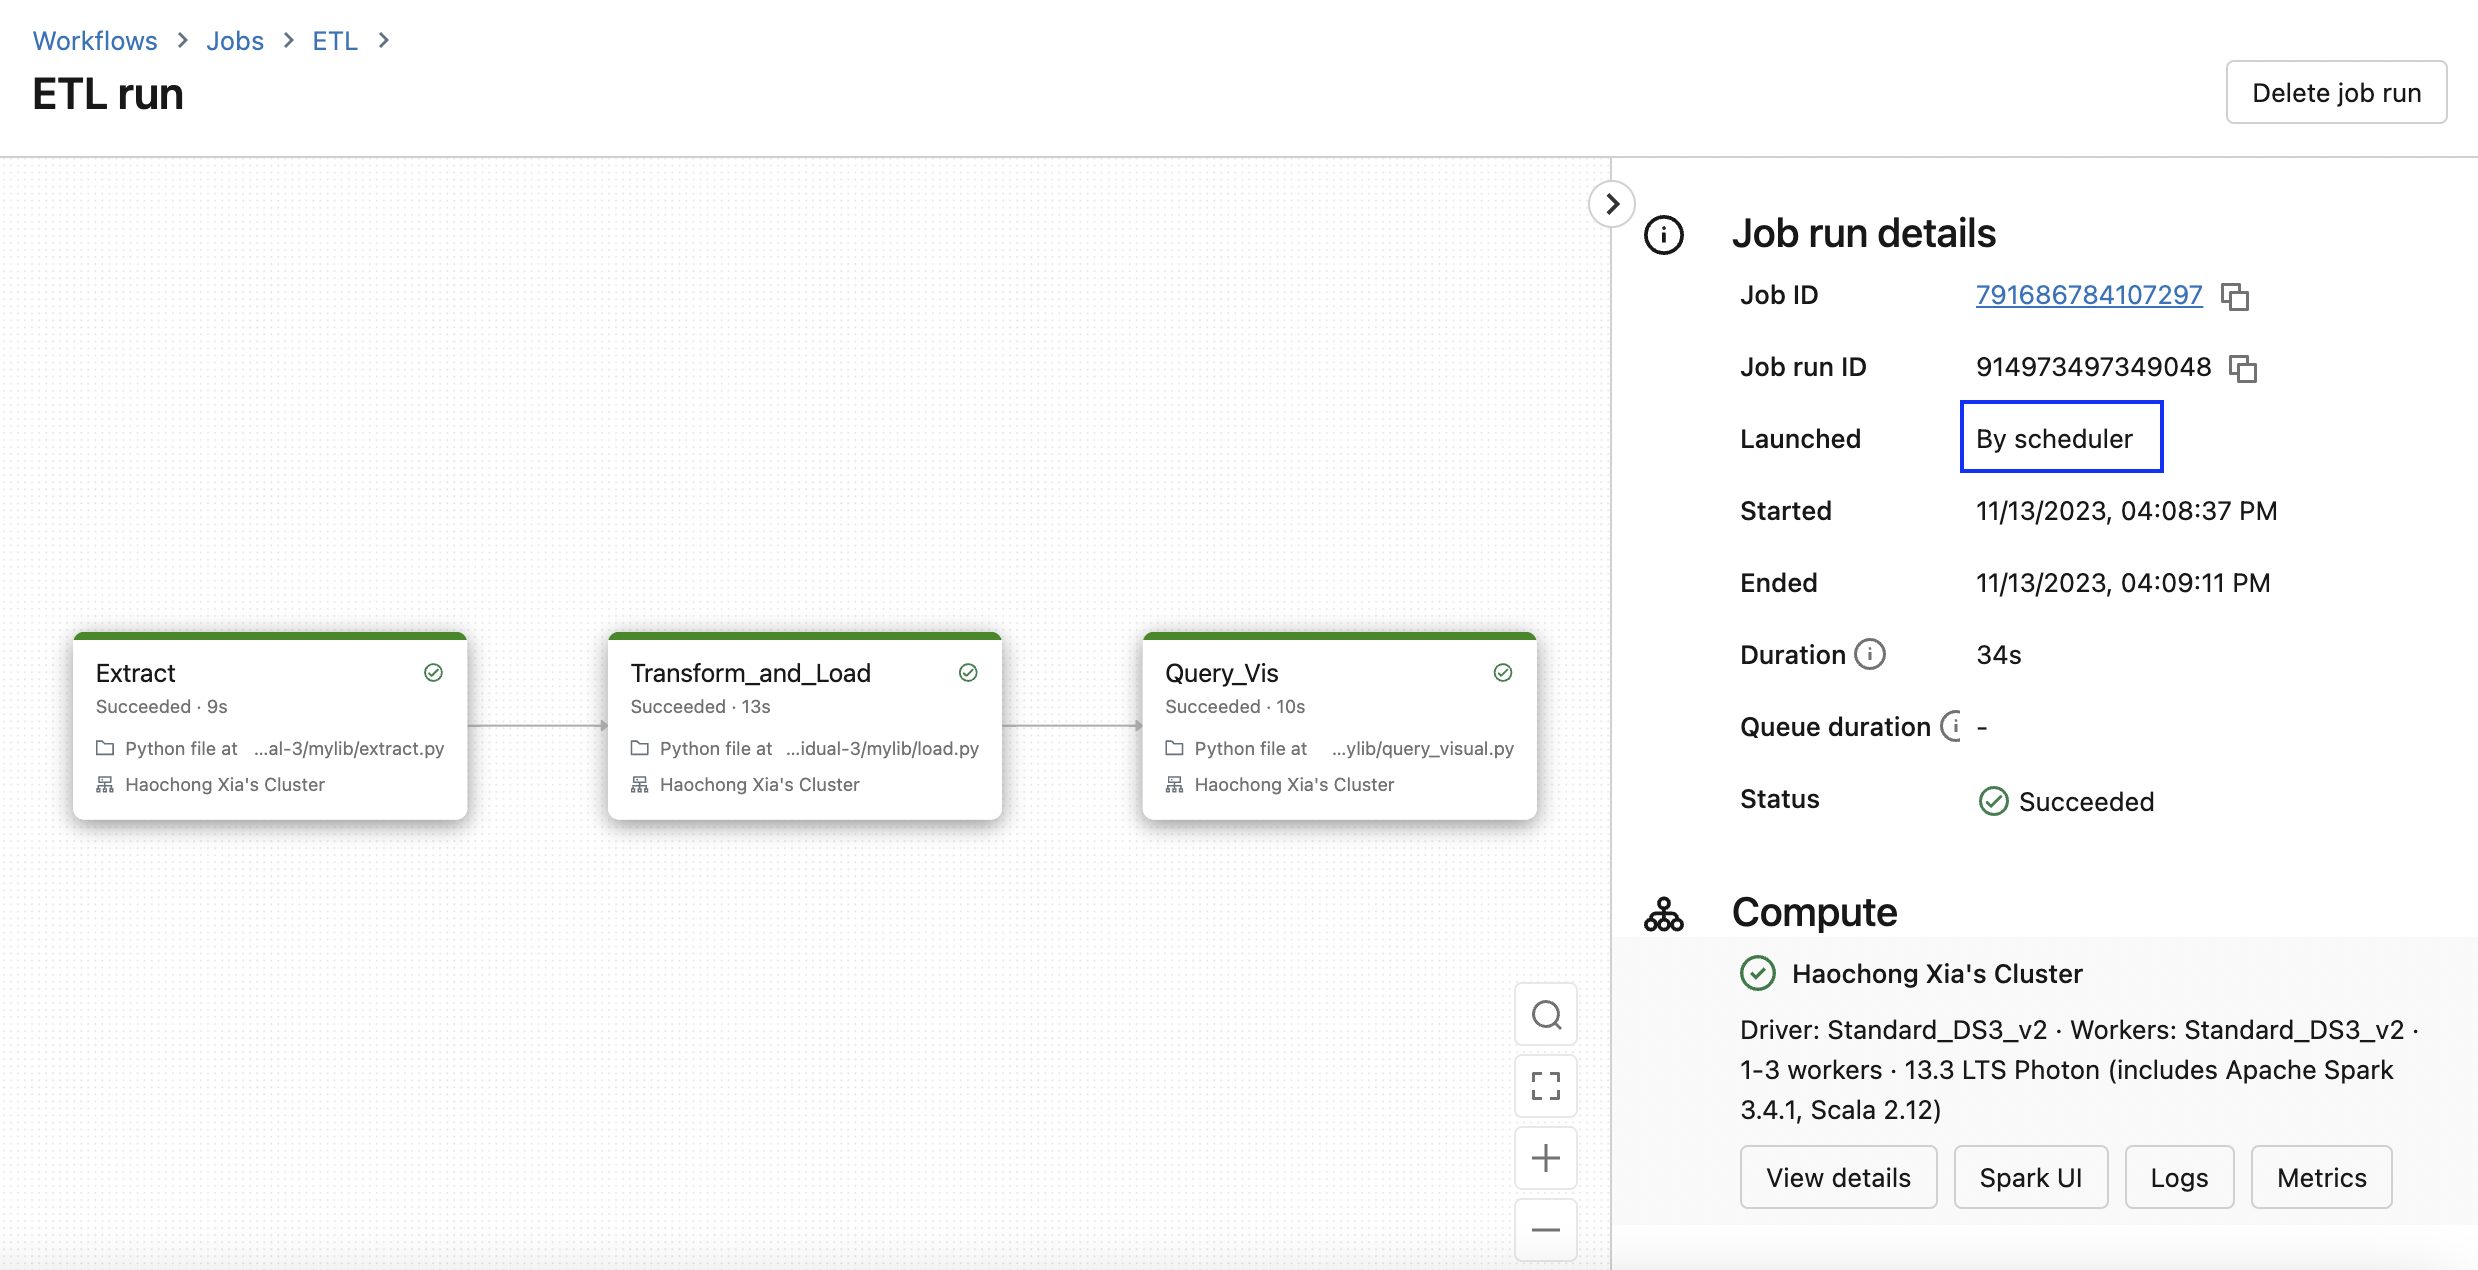 Workflows > Jobs > ETL >
ETL run
Delete job run
Extract
Succeeded · 9s
Python file at ...al-3/mylib/extract.py
Haochong Xia's Cluster
Transform_and_Load
Succeeded · 13s
Python file at ...idual-3/mylib/load.py
Haochong Xia's Cluster
Query_Vis
Succeeded · 10s
Python file at ...ylib/query_visual.py
Haochong Xia's Cluster
Job run details
Job ID 791686784107297
Job run ID 914973497349048
Launched By scheduler
Started 11/13/2023, 04:08:37 PM
Ended 11/13/2023, 04:09:11 PM
Duration 34s
Queue duration -
Status Succeeded
Compute
Haochong Xia's Cluster
Driver: Standard_DS3_v2 · Workers: Standard_DS3_v2 ·
1-3 workers · 13.3 LTS Photon (includes Apache Spark
3.4.1, Scala 2.12)
View details Spark UI Logs Metrics